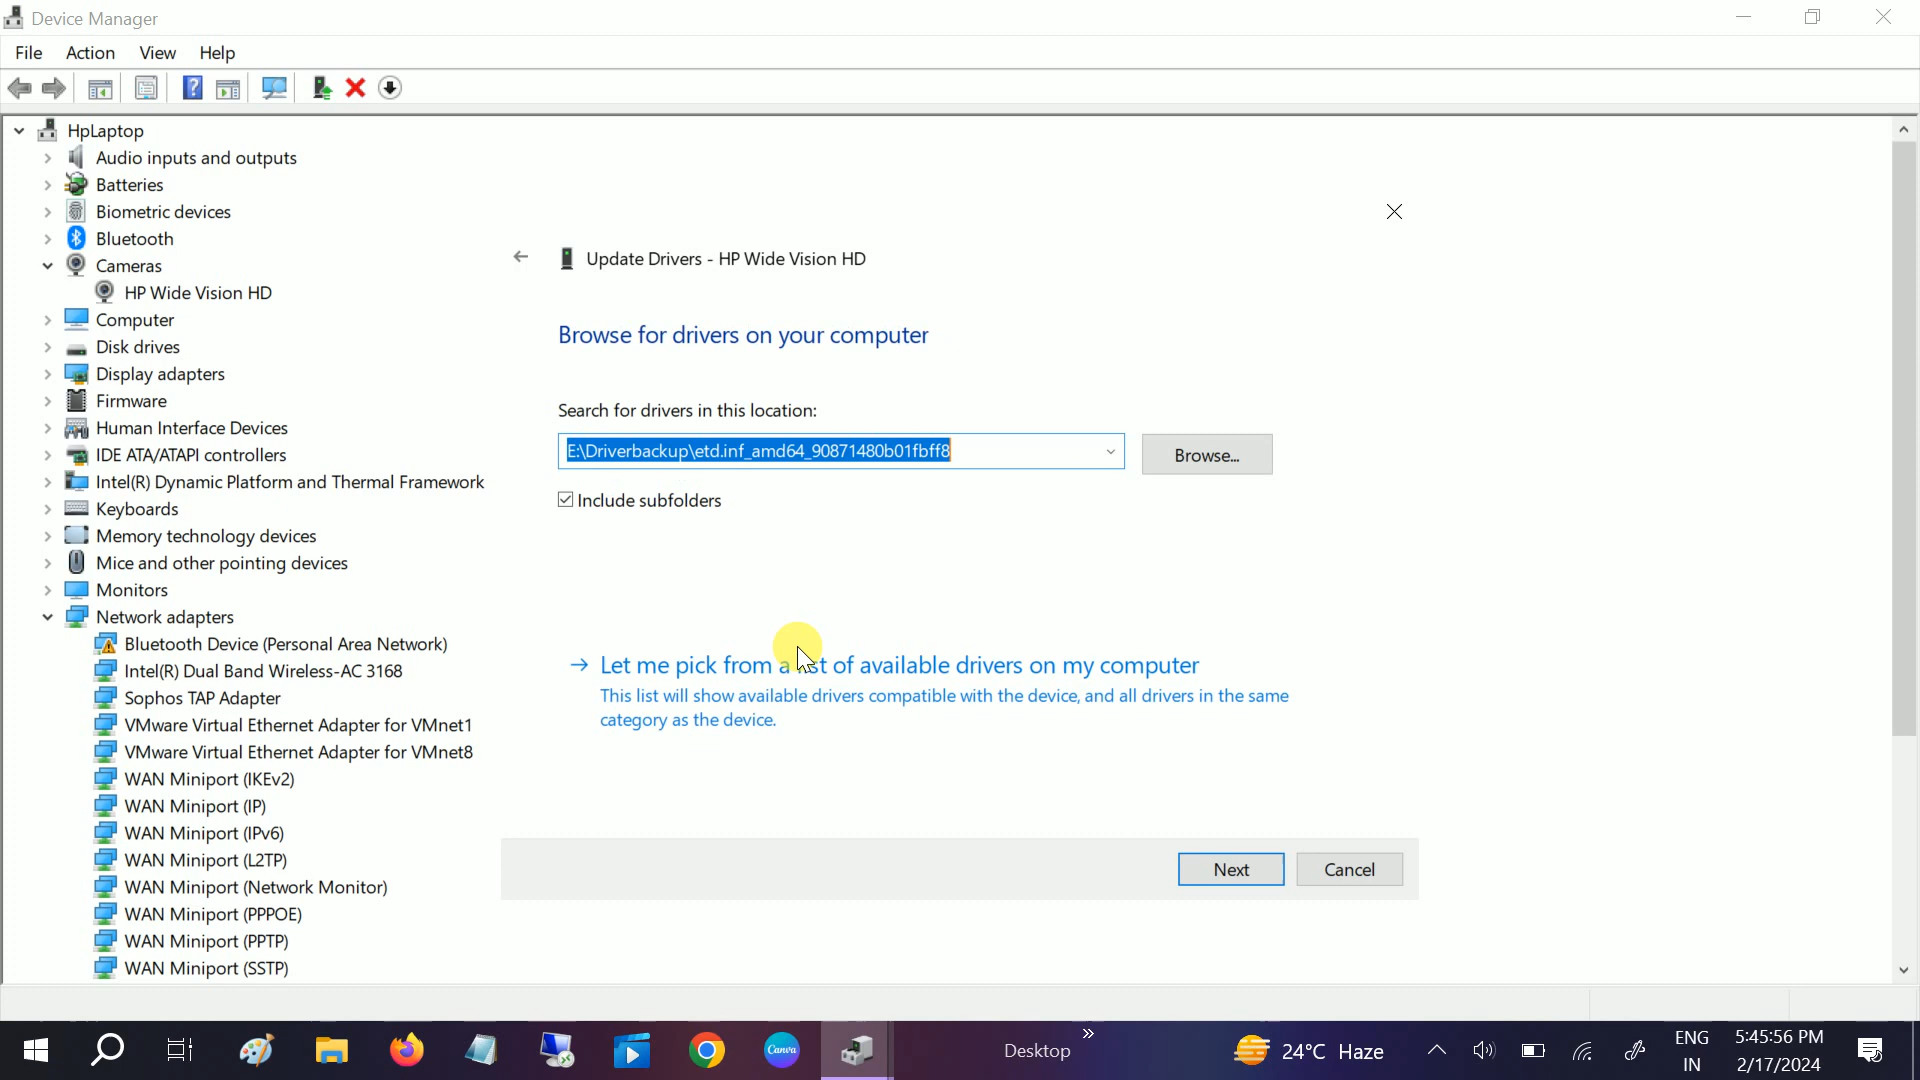 Device Manager
File Action View Help
HpLaptop
Audio inputs and outputs
Batteries
Biometric devices
Bluetooth
Cameras
HP Wide Vision HD
Computer
Disk drives
Display adapters
Firmware
Human Interface Devices
IDE ATA/ATAPI controllers
Intel(R) Dynamic Platform and Thermal Framework
Keyboards
Memory technology devices
Mice and other pointing devices
Monitors
Network adapters
Bluetooth Device (Personal Area Network)
Intel(R) Dual Band Wireless-AC 3168
Sophos TAP Adapter
VMware Virtual Ethernet Adapter for VMnet1
VMware Virtual Ethernet Adapter for VMnet8
WAN Miniport (IKEv2)
WAN Miniport (IP)
WAN Miniport (IPv6)
WAN Miniport (L2TP)
WAN Miniport (Network Monitor)
WAN Miniport (PPPOE)
WAN Miniport (PPTP)
WAN Miniport (SSTP)
Update Drivers - HP Wide Vision HD
Browse for drivers on your computer
Search for drivers in this location:
E:\Driverbackup\etd.inf_amd64_90871480b01fbff8
Browse...
Include subfolders
Let me pick from a list of available drivers on my computer
This list will show available drivers compatible with the device, and all drivers in the same
category as the device.
Next Cancel
Canva
Desktop
24°C Haze
ENG
IN
5:45:56 PM
2/17/2024